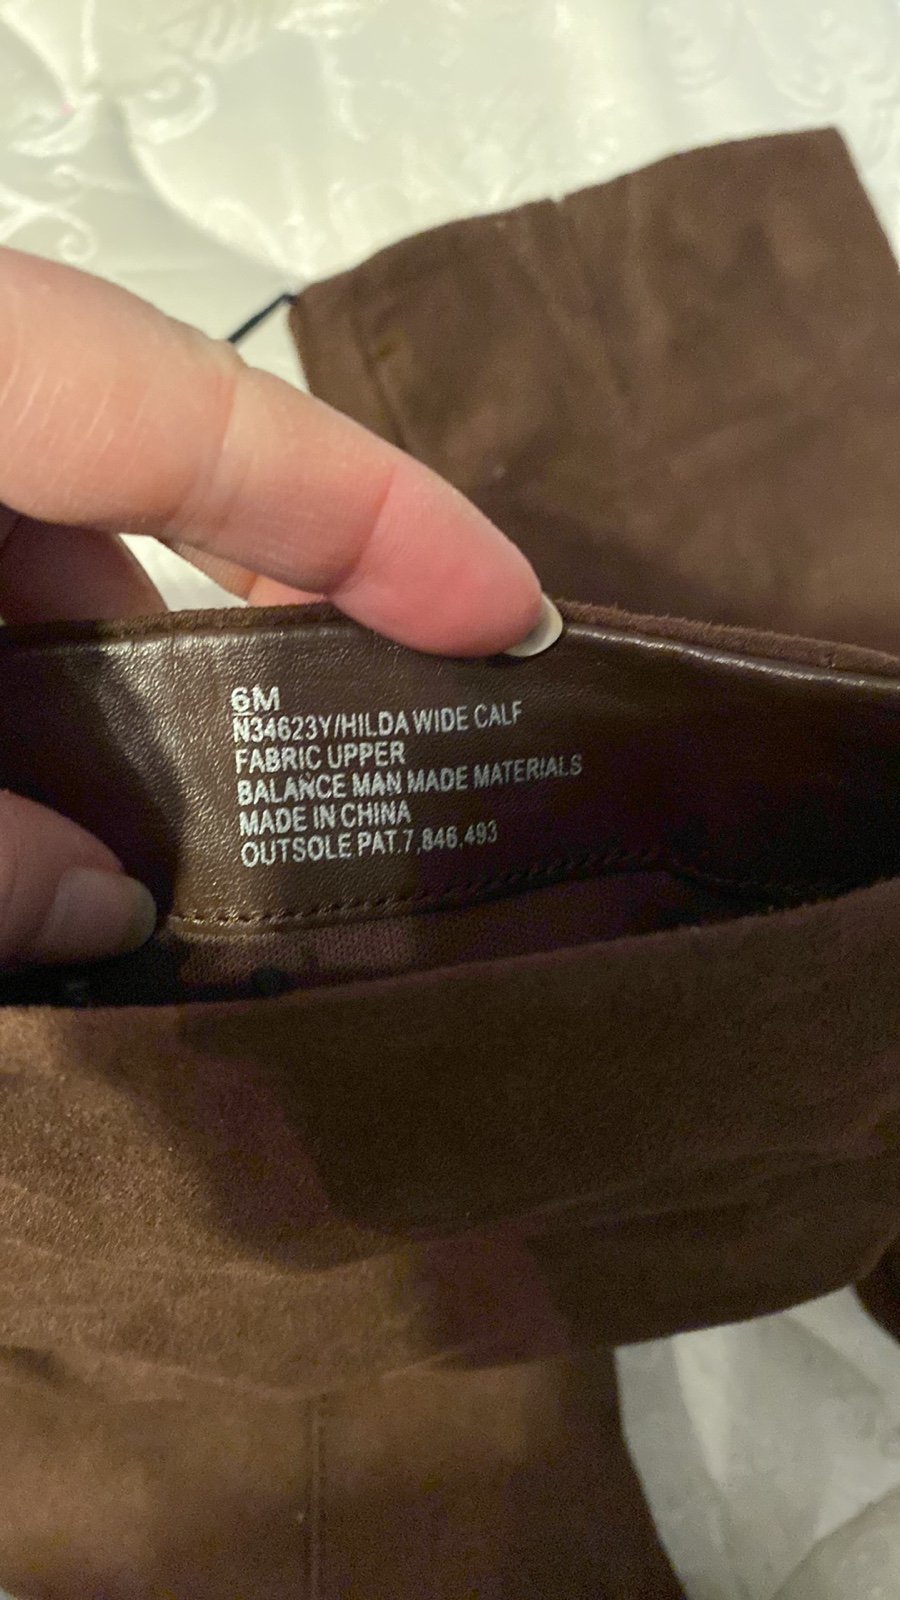 6M
N34623Y/HILDA WIDE CALF
FABRIC UPPER
BALANCE MAN MADE MATERIALS
MADE IN CHINA
OUTSOLE PAT.7,846,493